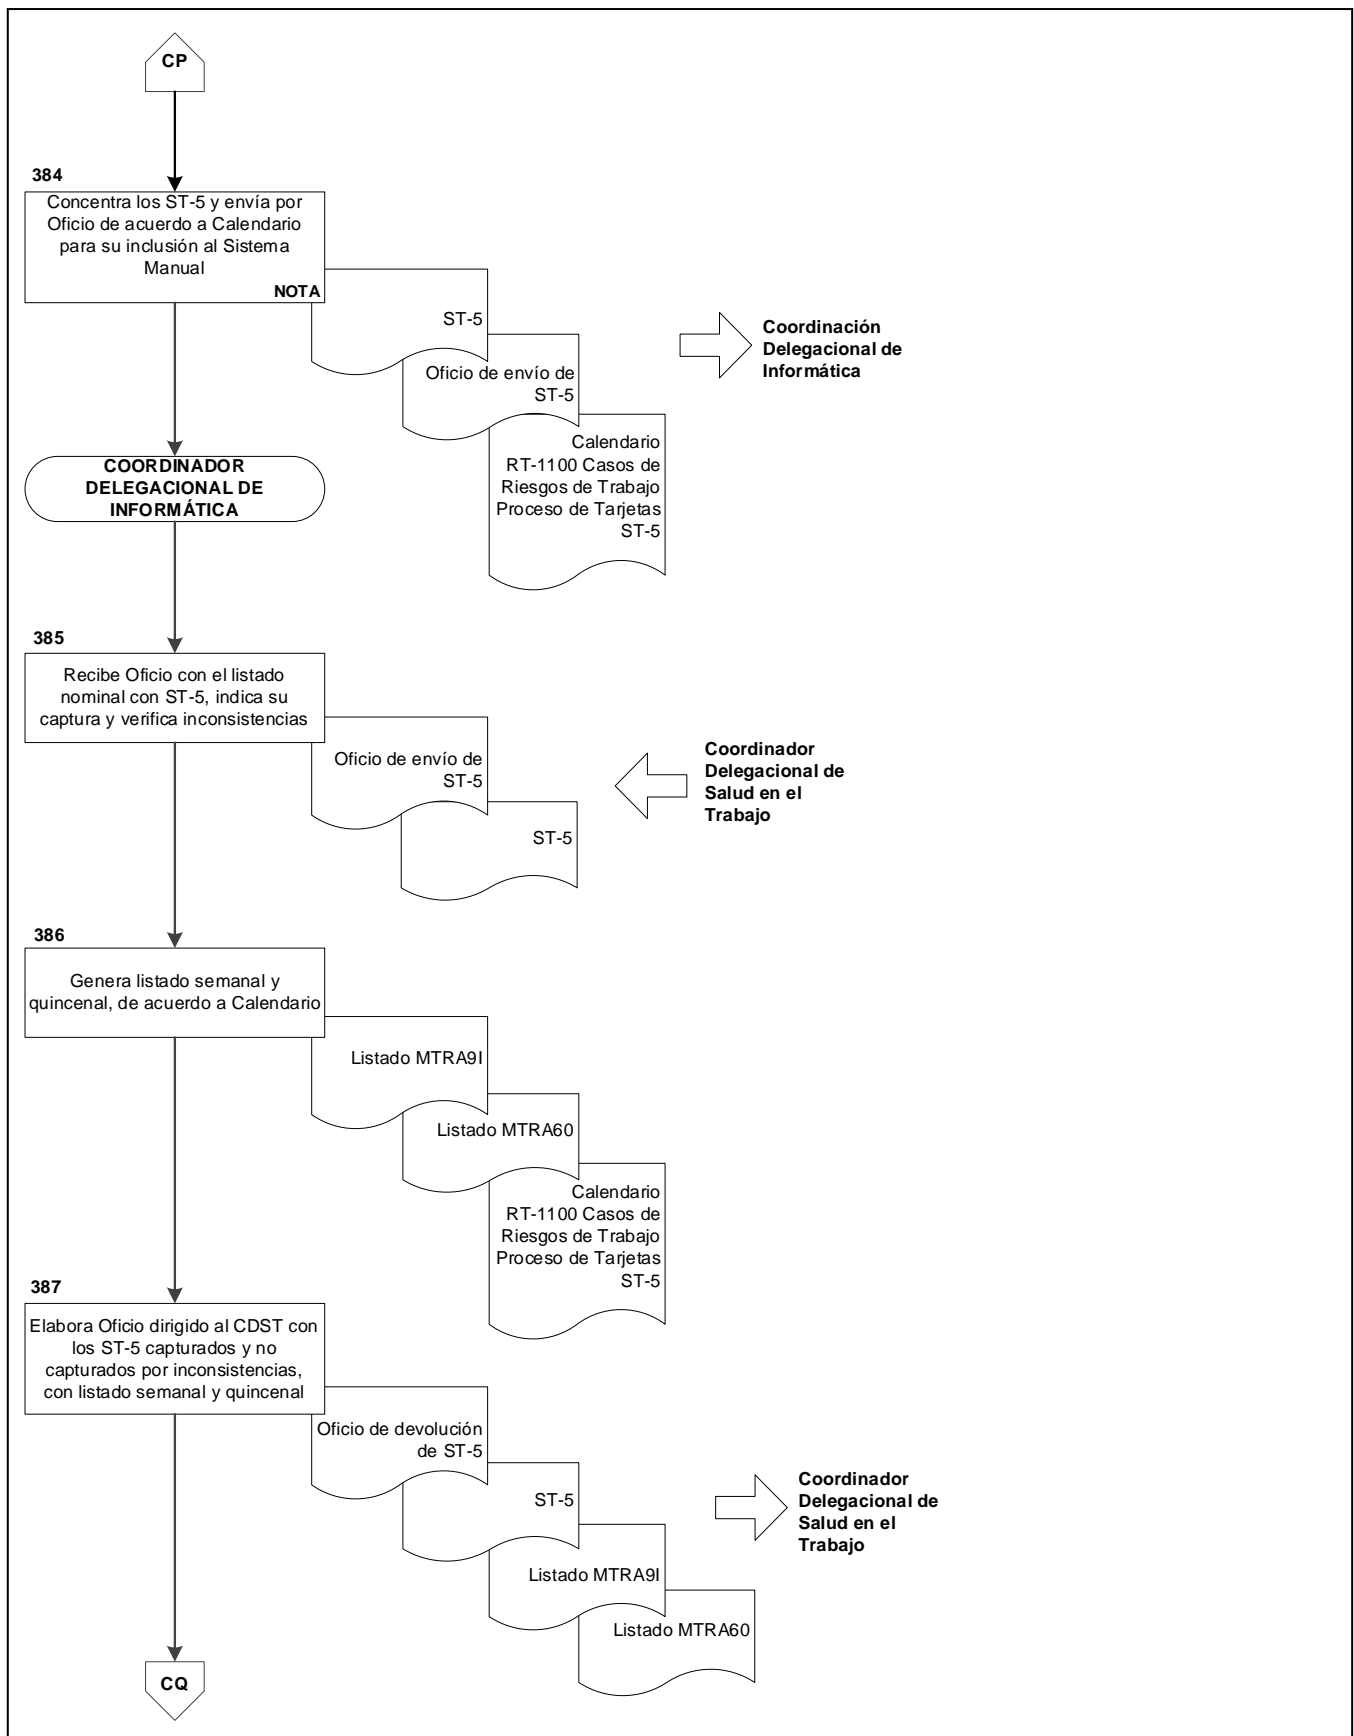 CP
384
Concentra los ST-5 y envía por
Oficio de acuerdo a Calendario
para su inclusión al Sistema
Manual
NOTA
ST-5
Oficio de envío de
ST-5
Calendario
RT-1100 Casos de
Riesgos de Trabajo
Proceso de Tarjetas
ST-5
Coordinación
Delegacional de
Informática
COORDINADOR
DELEGACIONAL DE
INFORMÁTICA
385
Recibe Oficio con el listado
nominal con ST-5, indica su
captura y verifica inconsistencias
Oficio de envío de
ST-5
ST-5
Coordinador
Delegacional de
Salud en el
Trabajo
386
Genera listado semanal y
quincenal, de acuerdo a Calendario
Listado MTRA9I
Listado MTRA60
Calendario
RT-1100 Casos de
Riesgos de Trabajo
Proceso de Tarjetas
ST-5
387
Elabora Oficio dirigido al CDST con
los ST-5 capturados y no
capturados por inconsistencias,
con listado semanal y quincenal
Oficio de devolución
de ST-5
ST-5
Listado MTRA9I
Listado MTRA60
Coordinador
Delegacional de
Salud en el
Trabajo
CQ